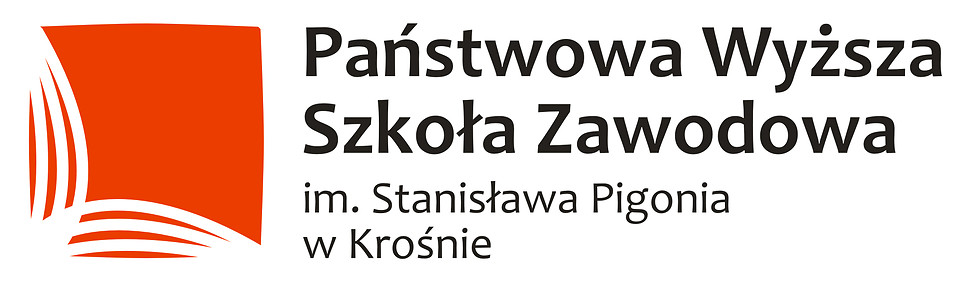 Państwowa Wyższa
Szkoła Zawodowa
im. Stanisława Pigonia
w Krośnie